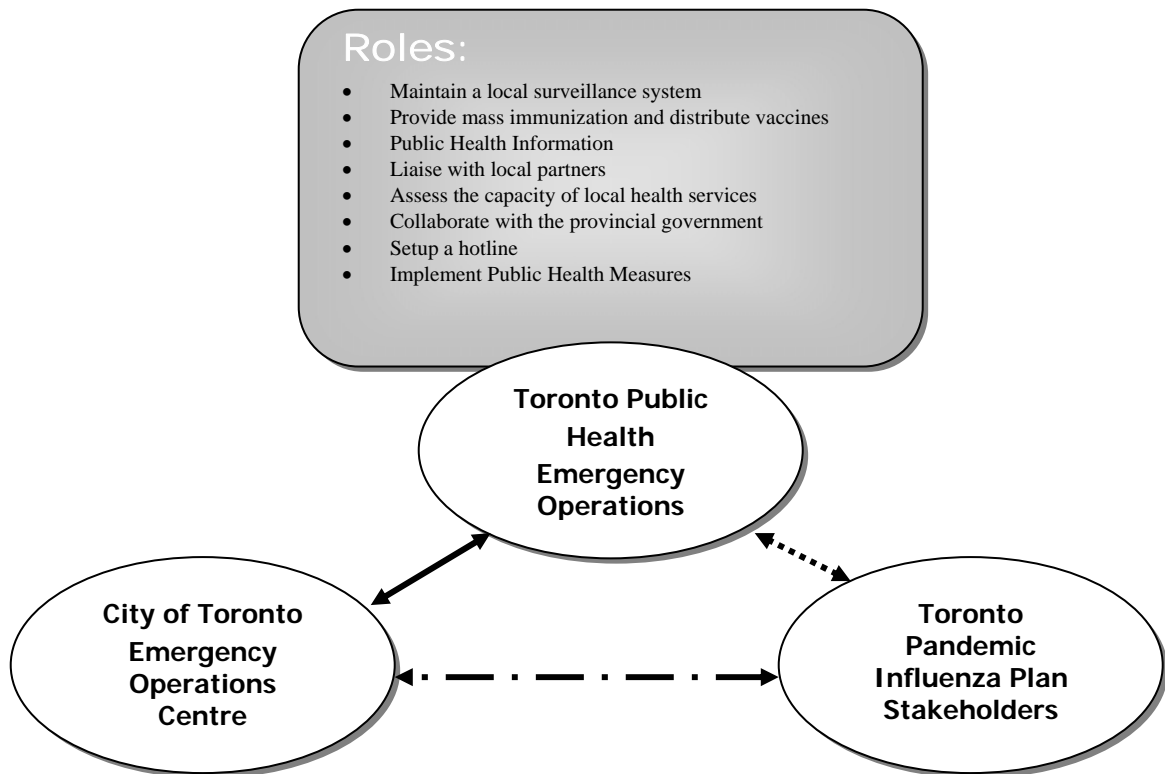 Roles:
• Maintain a local surveillance system
• Provide mass immunization and distribute vaccines
• Public Health Information
• Liaise with local partners
• Assess the capacity of local health services
• Collaborate with the provincial government
• Setup a hotline
• Implement Public Health Measures
Toronto Public
Health
Emergency
Operations
City of Toronto
Emergency
Operations
Centre
Toronto
Pandemic
Influenza Plan
Stakeholders